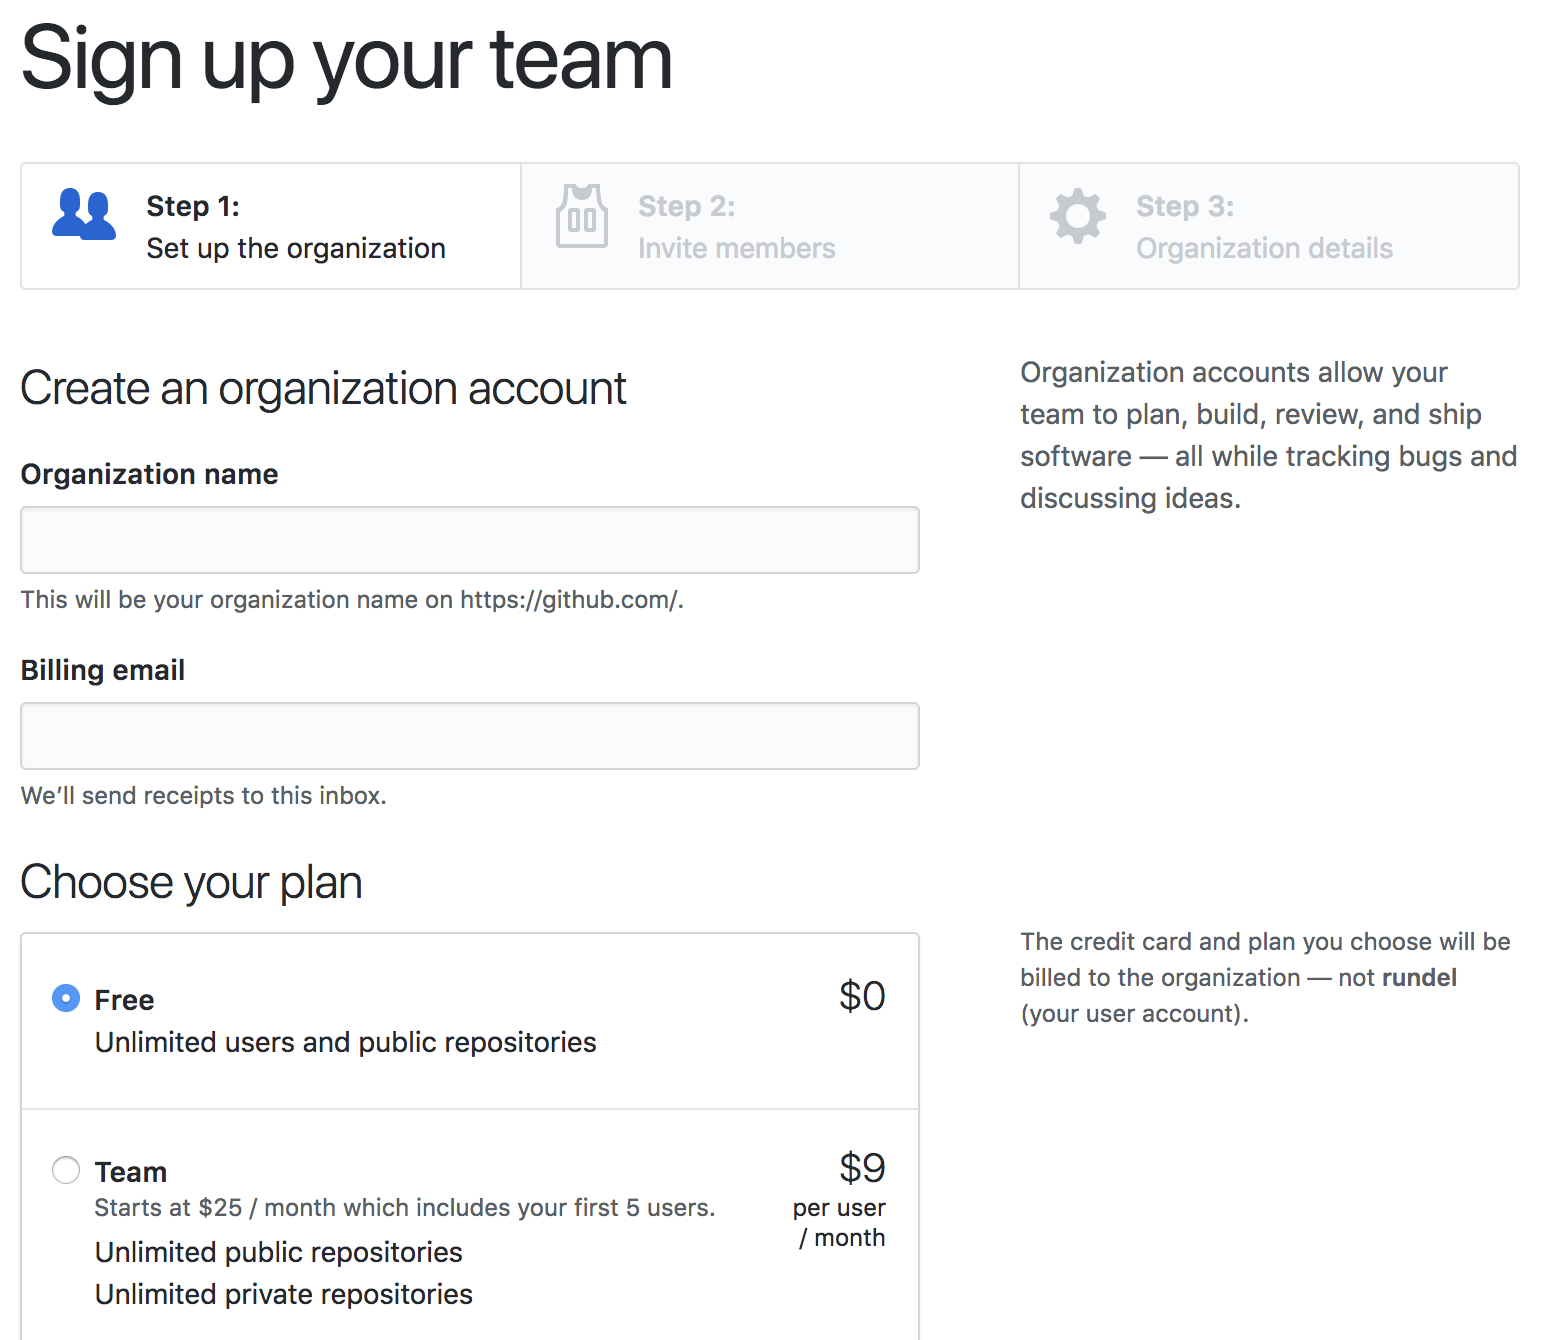 Sign up your team
Step 1:
Set up the organization
Step 2:
Invite members
Step 3:
Organization details
Create an organization account
Organization name
This will be your organization name on https://github.com/.
Billing email
We’ll send receipts to this inbox.
Organization accounts allow your
team to plan, build, review, and ship
software — all while tracking bugs and
discussing ideas.
Choose your plan
Free
$0
Unlimited users and public repositories
Team
$9
Starts at $25 / month which includes your first 5 users.
per user
/ month
Unlimited public repositories
Unlimited private repositories
The credit card and plan you choose will be
billed to the organization — not rundel
(your user account).